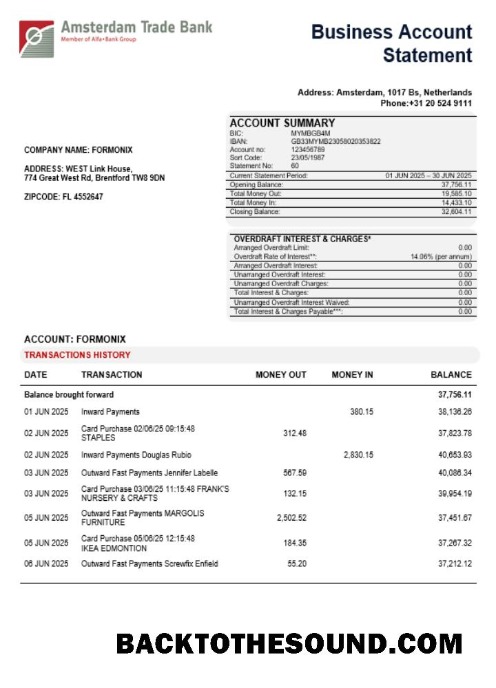 Amsterdam Trade Bank
Member of Alfa•Bank Group
Business Account
Statement
Address: Amsterdam, 1017 Bs, Netherlands
Phone:+31 20 524 9111
COMPANY NAME: FORMONIX
ADDRESS: WEST Link House,
774 Great West Rd, Brentford TW8 9DN
ZIPCODE: FL 4552647
ACCOUNT SUMMARY
BIC: MYMBGB4M
IBAN: GB33MYMB23058020353822
Account no: 123456789
Sort Code: 23/05/1987
Statement No: 60
Current Statement Period: 01 JUN 2025 – 30 JUN 2025
Opening Balance: 37,756.11
Total Money Out: 19,585.10
Total Money In: 14,433.10
Closing Balance: 32,604.11
OVERDRAFT INTEREST & CHARGES*
Arranged Overdraft Limit: 0.00
Overdraft Rate of Interest**: 14.06% (per annum)
Arranged Overdraft Interest: 0.00
Unarranged Overdraft Interest: 0.00
Unarranged Overdraft Charges: 0.00
Total Interest & Charges: 0.00
Unarranged Overdraft Interest Waived: 0.00
Total Interest & Charges Payable***: 0.00
ACCOUNT: FORMONIX
TRANSACTIONS HISTORY
DATE TRANSACTION MONEY OUT MONEY IN BALANCE
Balance brought forward 37,756.11
01 JUN 2025 Inward Payments 380.15 38,136.26
02 JUN 2025 Card Purchase 02/06/25 09:15:48
STAPLES 312.48 37,823.78
02 JUN 2025 Inward Payments Douglas Rubio 2,830.15 40,653.93
03 JUN 2025 Outward Fast Payments Jennifer Labelle 567.59 40,086.34
03 JUN 2025 Card Purchase 03/06/25 11:15:48 FRANK'S
NURSERY & CRAFTS 132.15 39,954.19
05 JUN 2025 Outward Fast Payments MARGOLIS
FURNITURE 2,502.52 37,451.67
05 JUN 2025 Card Purchase 05/06/25 12:15:48
IKEA EDMONTION 184.35 37,267.32
06 JUN 2025 Outward Fast Payments Screwfix Enfield 55.20 37,212.12
BACKTOTHESOUND.COM